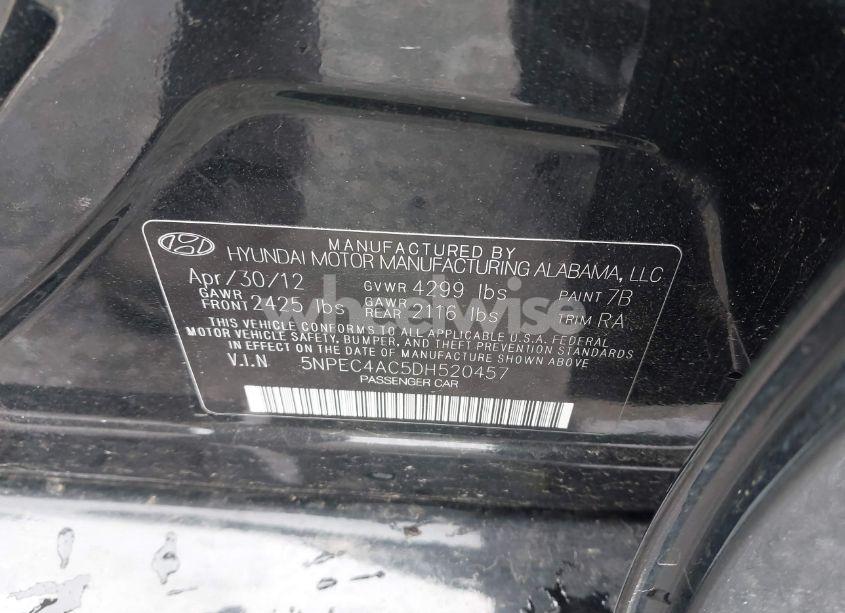 MANUFACTURED BY
HYUNDAI MOTOR MANUFACTURING ALABAMA, LLC
Apr/30/12 GVWR 4299 lbs PAINT 7B
GAWR FRONT 2425 lbs GAWR REAR 2116 lbs TRIM RA
THIS VEHICLE CONFORMS TO ALL APPLICABLE U.S.A. FEDERAL
MOTOR VEHICLE SAFETY, BUMPER, AND THEFT PREVENTION STANDARDS
IN EFFECT ON THE DATE OF MANUFACTURE SHOWN ABOVE
V.I.N 5NPEC4AC5DH520457
PASSENGER CAR
wheelwise